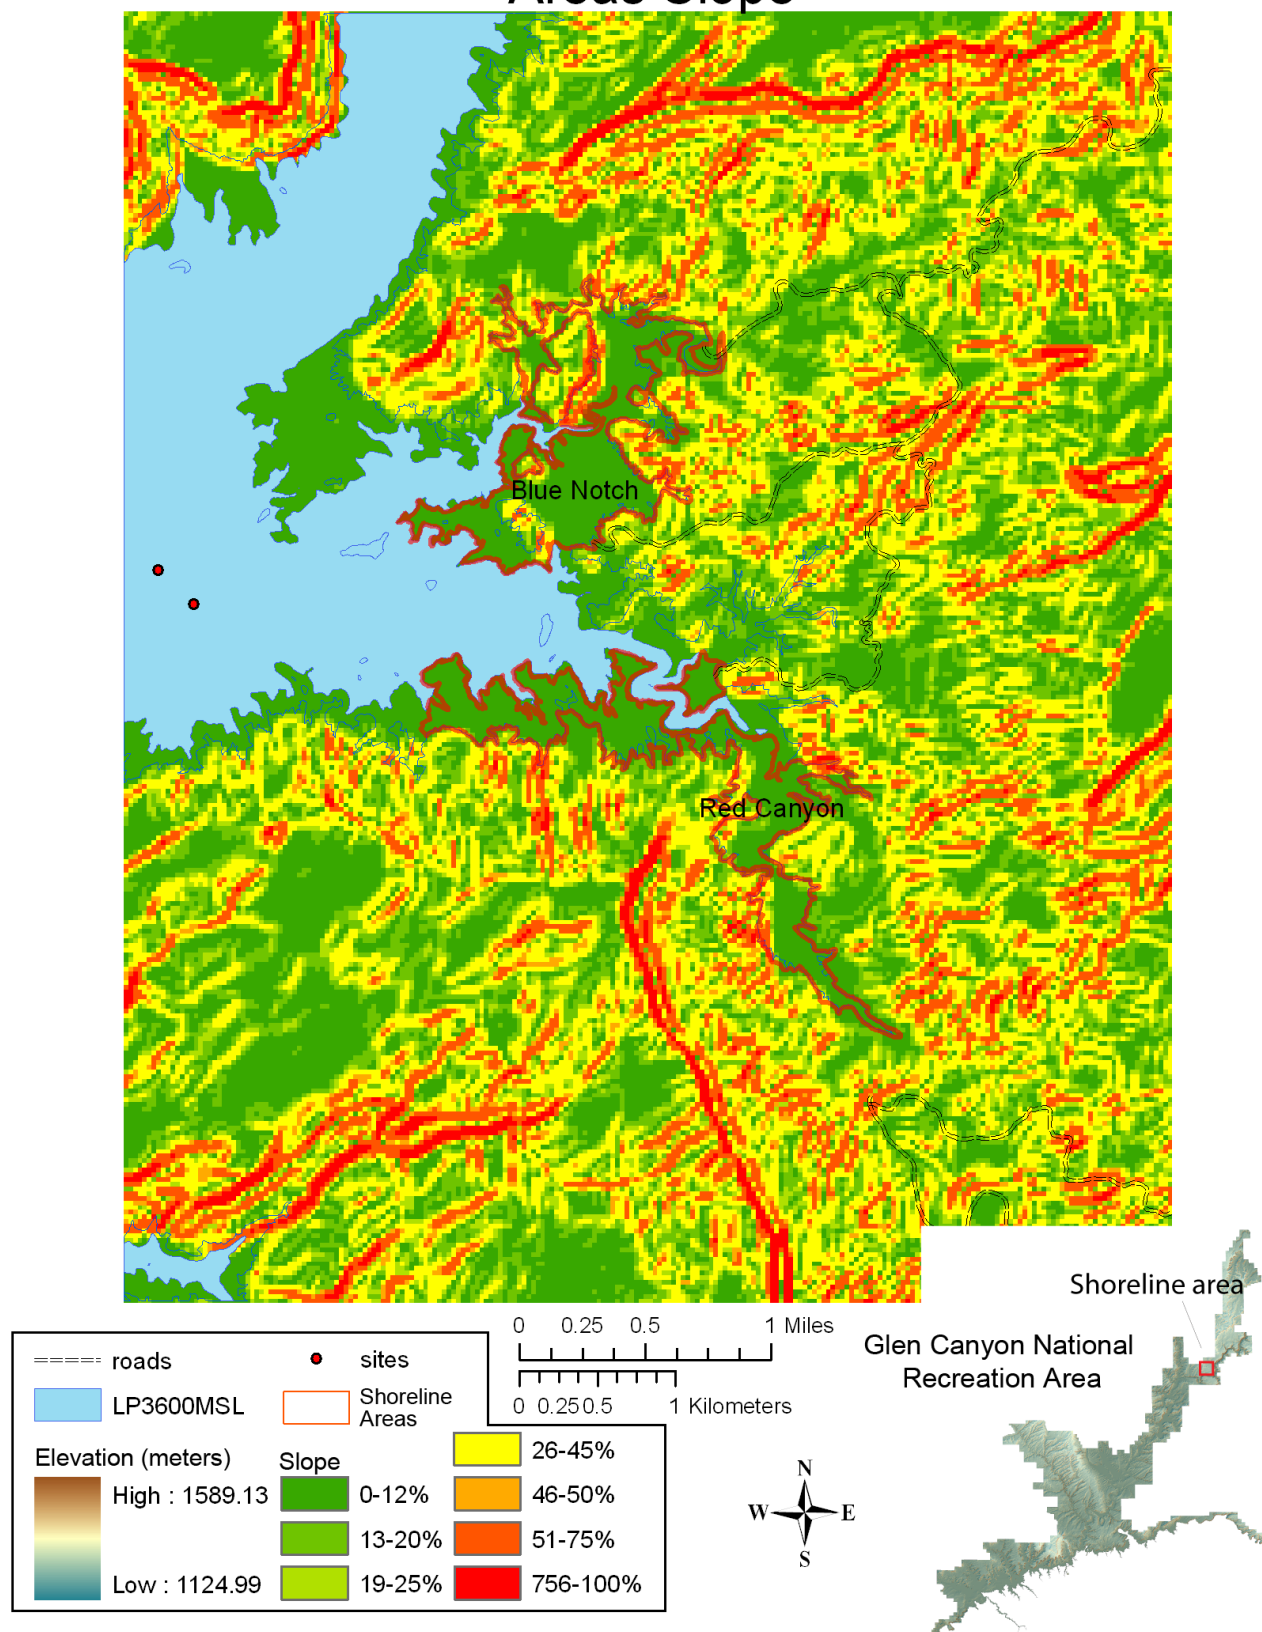 Areas Slope
Blue Notch
Red Canyon
Shoreline area
Glen Canyon National
Recreation Area
0 0.25 0.5 1 Miles
0 0.25 0.5 1 Kilometers
roads
sites
LP3600MSL
Shoreline
Areas
Elevation (meters)
High : 1589.13
Low : 1124.99
Slope
0-12%
13-20%
19-25%
26-45%
46-50%
51-75%
756-100%
N
W E
S